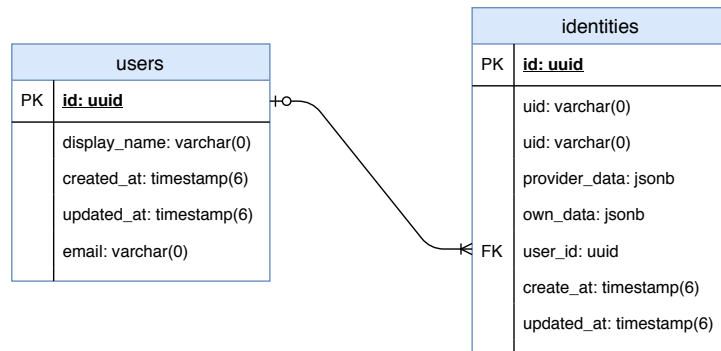 users
PK id: uuid
display_name: varchar(0)
created_at: timestamp(6)
updated_at: timestamp(6)
email: varchar(0)
identities
PK id: uuid
uid: varchar(0)
uid: varchar(0)
provider_data: jsonb
own_data: jsonb
FK user_id: uuid
create_at: timestamp(6)
updated_at: timestamp(6)